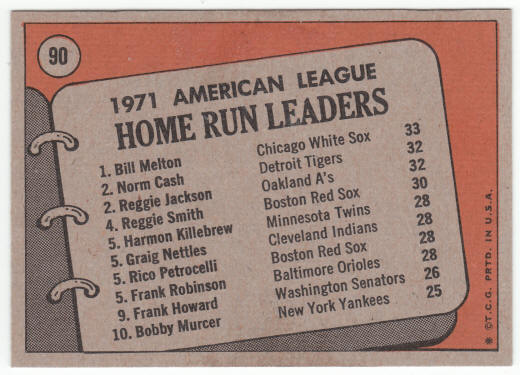 90
1971 AMERICAN LEAGUE
HOME RUN LEADERS
1. Bill Melton Chicago White Sox 33
2. Norm Cash Detroit Tigers 32
2. Reggie Jackson Oakland A's 32
4. Reggie Smith Boston Red Sox 30
5. Harmon Killebrew Minnesota Twins 28
5. Graig Nettles Cleveland Indians 28
5. Rico Petrocelli Boston Red Sox 28
5. Frank Robinson Baltimore Orioles 28
9. Frank Howard Washington Senators 26
10. Bobby Murcer New York Yankees 25
* ©T.C.G. PRTD. IN U.S.A.